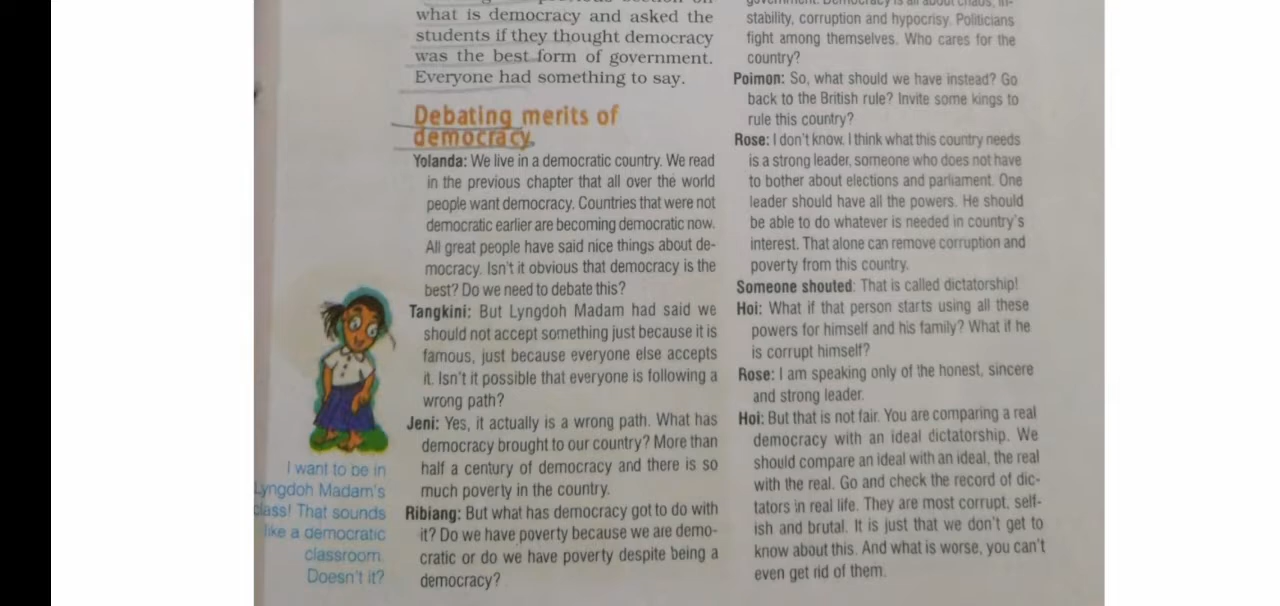 what is democracy and asked the
students if they thought democracy
was the best form of government.
Everyone had something to say.
Debating merits of
democracy
Yolanda: We live in a democratic country. We read
in the previous chapter that all over the world
people want democracy. Countries that were not
democratic earlier are becoming democratic now.
All great people have said nice things about de-
mocracy. Isn't it obvious that democracy is the
best? Do we need to debate this?
Tangkini: But Lyngdoh Madam had said we
should not accept something just because it is
famous, just because everyone else accepts
it. Isn't it possible that everyone is following a
wrong path?
Jeni: Yes, it actually is a wrong path. What has
democracy brought to our country? More than
half a century of democracy and there is so
much poverty in the country.
Ribiang: But what has democracy got to do with
it? Do we have poverty because we are demo-
cratic or do we have poverty despite being a
democracy?
I want to be in
Lyngdoh Madam's
class! That sounds
like a democratic
classroom.
Doesn't it?
government. Democracy is all about chaos, in-
stability, corruption and hypocrisy. Politicians
fight among themselves. Who cares for the
country?
Poimon: So, what should we have instead? Go
back to the British rule? Invite some kings to
rule this country?
Rose: I don't know. I think what this country needs
is a strong leader, someone who does not have
to bother about elections and parliament. One
leader should have all the powers. He should
be able to do whatever is needed in country's
interest. That alone can remove corruption and
poverty from this country.
Someone shouted: That is called dictatorship!
Hoi: What if that person starts using all these
powers for himself and his family? What if he
is corrupt himself?
Rose: I am speaking only of the honest, sincere
and strong leader.
Hoi: But that is not fair. You are comparing a real
democracy with an ideal dictatorship. We
should compare an ideal with an ideal, the real
with the real. Go and check the record of dic-
tators in real life. They are most corrupt, self-
ish and brutal. It is just that we don't get to
know about this. And what is worse, you can't
even get rid of them.